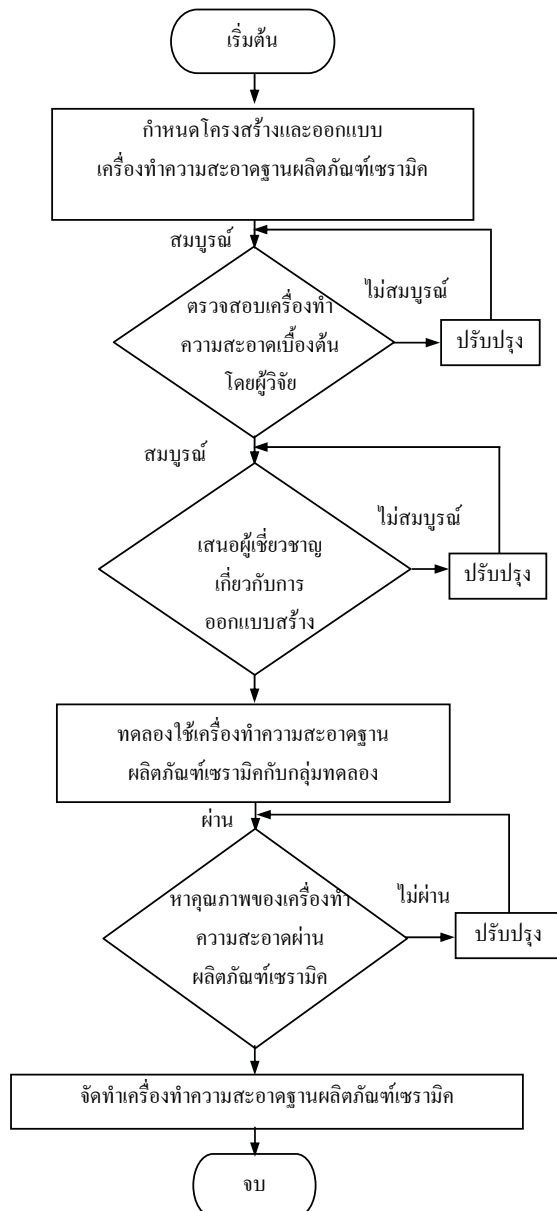 เริ่มต้น
กำหนดโครงสร้างและออกแบบ
เครื่องทำความสะอาดฐานผลิตภัณฑ์เซรามิค
สมบูรณ์
ไม่สมบูรณ์
ตรวจสอบเครื่องทำ
ความสะอาดเบื้องต้น
โดยผู้วิจัย
ปรับปรุง
สมบูรณ์
ไม่สมบูรณ์
เสนอผู้เชี่ยวชาญ
เกี่ยวกับการ
ออกแบบสร้าง
ปรับปรุง
ทดลองใช้เครื่องทำความสะอาดฐาน
ผลิตภัณฑ์เซรามิคกับกลุ่มทดลอง
ผ่าน
ไม่ผ่าน
หาคุณภาพของเครื่องทำ
ความสะอาดผ่าน
ผลิตภัณฑ์เซรามิค
ปรับปรุง
จัดทำเครื่องทำความสะอาดฐานผลิตภัณฑ์เซรามิค
จบ